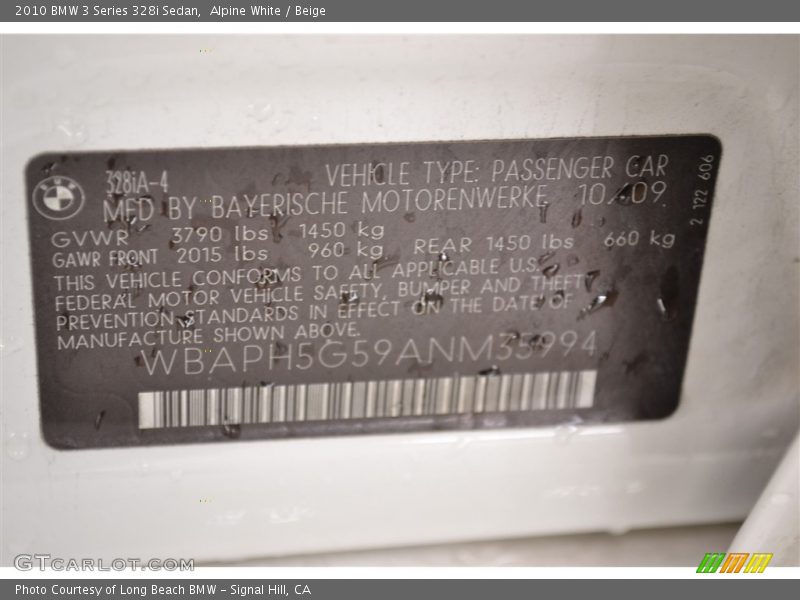 2010 BMW 3 Series 328i Sedan,  Alpine White / Beige
328iA-4
VEHICLE TYPE: PASSENGER CAR
MFD BY BAYERISCHE MOTORENWERKE 10/09
2 122 606
GVWR 3790 lbs 1450 kg
GAWR FRONT 2015 lbs 960 kg REAR 1450 lbs 660 kg
THIS VEHICLE CONFORMS TO ALL APPLICABLE U.S.
FEDERAL MOTOR VEHICLE SAFETY, BUMPER AND THEFT
PREVENTION STANDARDS IN EFFECT ON THE DATE OF
MANUFACTURE SHOWN ABOVE.
WBAPH5G59ANM35994
GTCARLOT.COM
Photo Courtesy of Long Beach BMW - Signal Hill, CA